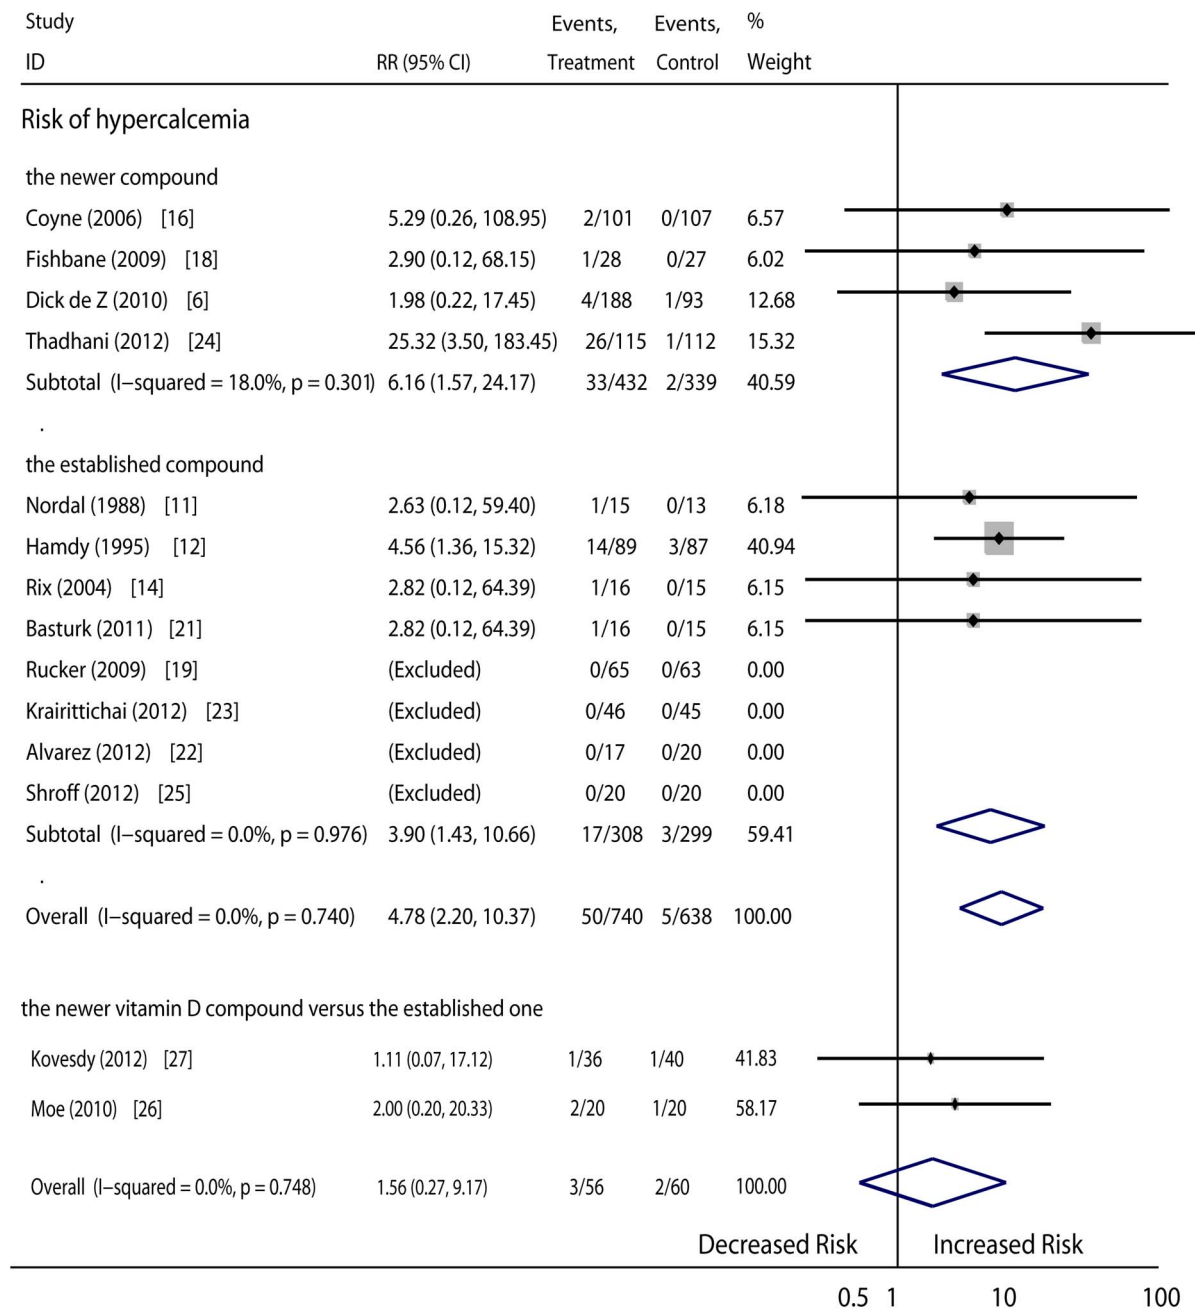 Study Events, Events, %
ID RR (95% CI) Treatment Control Weight
Risk of hypercalcemia
the newer compound
Coyne (2006) [16] 5.29 (0.26, 108.95) 2/101 0/107 6.57
Fishbane (2009) [18] 2.90 (0.12, 68.15) 1/28 0/27 6.02
Dick de Z (2010) [6] 1.98 (0.22, 17.45) 4/188 1/93 12.68
Thadhani (2012) [24] 25.32 (3.50, 183.45) 26/115 1/112 15.32
Subtotal (I−squared = 18.0%, p = 0.301) 6.16 (1.57, 24.17) 33/432 2/339 40.59
.
the established compound
Nordal (1988) [11] 2.63 (0.12, 59.40) 1/15 0/13 6.18
Hamdy (1995) [12] 4.56 (1.36, 15.32) 14/89 3/87 40.94
Rix (2004) [14] 2.82 (0.12, 64.39) 1/16 0/15 6.15
Basturk (2011) [21] 2.82 (0.12, 64.39) 1/16 0/15 6.15
Rucker (2009) [19] (Excluded) 0/65 0/63 0.00
Krairittichai (2012) [23] (Excluded) 0/46 0/45 0.00
Alvarez (2012) [22] (Excluded) 0/17 0/20 0.00
Shroff (2012) [25] (Excluded) 0/20 0/20 0.00
Subtotal (I−squared = 0.0%, p = 0.976) 3.90 (1.43, 10.66) 17/308 3/299 59.41
.
Overall (I−squared = 0.0%, p = 0.740) 4.78 (2.20, 10.37) 50/740 5/638 100.00
the newer vitamin D compound versus the established one
Kovesdy (2012) [27] 1.11 (0.07, 17.12) 1/36 1/40 41.83
Moe (2010) [26] 2.00 (0.20, 20.33) 2/20 1/20 58.17
Overall (I−squared = 0.0%, p = 0.748) 1.56 (0.27, 9.17) 3/56 2/60 100.00
Decreased Risk Increased Risk
0.5 1 10 100